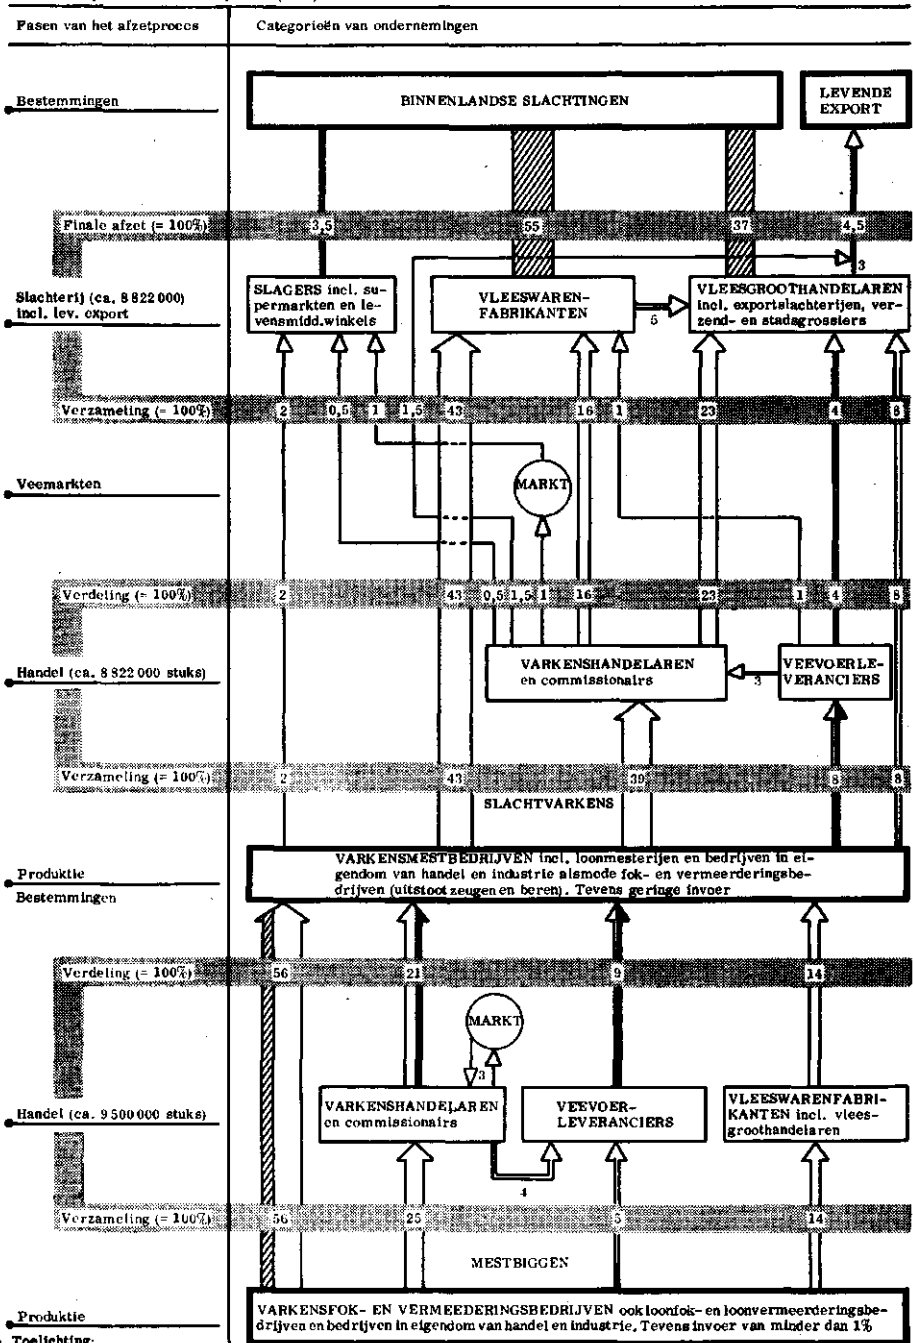 Fasen van het afzetproces
Categorieën van ondernemingen
Bestemmingen
BINNENLANDSE SLACHTINGEN
LEVENDE
EXPORT
Finale afzet (= 100%)
3,5
55
37
4,5
3
Slachterij (ca. 8 822 000)
incl. lev. export
SLAGERS incl. su-
permarkten en le-
vensmidd.winkels
VLEESWAREN-
FABRIKANTEN
5
VLEESGROOTHANDELAREN
incl. exportslachterijen, ver-
zend- en stadsgrossiers
Verzameling (= 100%)
2
0,5
1
1,5
43
16
1
23
4
8
Veemarkten
MARKT
Verdeling (= 100%)
2
43
0,5
1,5
1
16
23
1
4
8
Handel (ca. 8 822 000 stuks)
VARKENSHANDELAREN
en commissionairs
3
VEEVOERLE-
VERANCIERS
Verzameling (= 100%)
2
43
39
8
8
SLACHTVARKENS
Produktie
Bestemmingen
VARKENSMESTBEDRIJVEN incl. loonmesterijen en bedrijven in ei-
gendom van handel en industrie alsmede fok- en vermeerderingsbe-
drijven (uitstoot zeugen en beren). Tevens geringe invoer
Verdeling (= 100%)
56
21
9
14
MARKT
3
Handel (ca. 9 500 000 stuks)
VARKENSHANDELAREN
en commissionairs
VEEVOER-
LEVERANCIERS
VLEESWARENFABRI-
KANTEN incl. vlees-
groothandelaren
4
Verzameling (= 100%)
56
25
5
14
MESTBIGGEN
Produktie
VARKENSFOK- EN VERMEEDERINGSBEDRIJVEN ook loonfok- en loonvermeerderingsbe-
drijven en bedrijven in eigendom van handel en industrie. Tevens invoer van minder dan 1%
Toelichting: